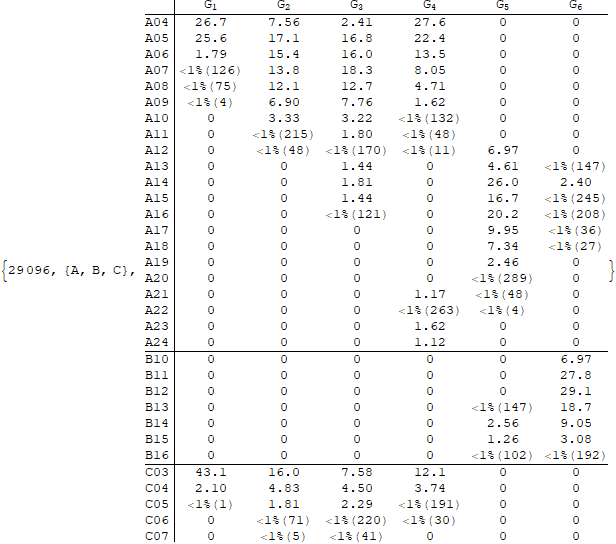 G1 G2 G3 G4 G5 G6
A04 26.7 7.56 2.41 27.6 0 0
A05 25.6 17.1 16.8 22.4 0 0
A06 1.79 15.4 16.0 13.5 0 0
A07 <1%(126) 13.8 18.3 8.05 0 0
A08 <1%(75) 12.1 12.7 4.71 0 0
A09 <1%(4) 6.90 7.76 1.62 0 0
A10 0 3.33 3.22 <1%(132) 0 0
A11 0 <1%(215) 1.80 <1%(48) 0 0
A12 0 <1%(48) <1%(170) <1%(11) 6.97 0
A13 0 0 1.44 0 4.61 <1%(147)
A14 0 0 1.81 0 26.0 2.40
A15 0 0 1.44 0 16.7 <1%(245)
A16 0 0 <1%(121) 0 20.2 <1%(208)
A17 0 0 0 0 9.95 <1%(36)
A18 0 0 0 0 7.34 <1%(27)
A19 0 0 0 0 2.46 0
{29096, {A, B, C}, A20 0 0 0 0 <1%(289) 0 }
A21 0 0 0 1.17 <1%(48) 0
A22 0 0 0 <1%(263) <1%(4) 0
A23 0 0 0 1.62 0 0
A24 0 0 0 1.12 0 0
B10 0 0 0 0 0 6.97
B11 0 0 0 0 0 27.8
B12 0 0 0 0 0 29.1
B13 0 0 0 0 <1%(147) 18.7
B14 0 0 0 0 2.56 9.05
B15 0 0 0 0 1.26 3.08
B16 0 0 0 0 <1%(102) <1%(192)
C03 43.1 16.0 7.58 12.1 0 0
C04 2.10 4.83 4.50 3.74 0 0
C05 <1%(1) 1.81 2.29 <1%(191) 0 0
C06 0 <1%(71) <1%(220) <1%(30) 0 0
C07 0 <1%(5) <1%(41) 0 0 0